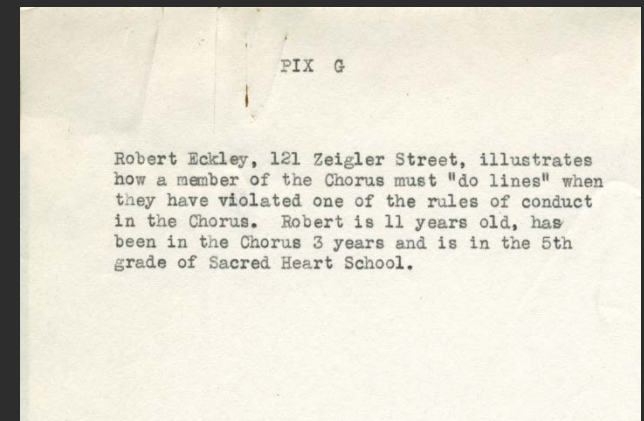 PIX G
Robert Eckley, 121 Zeigler Street, illustrates
how a member of the Chorus must "do lines" when
they have violated one of the rules of conduct
in the Chorus. Robert is 11 years old, has
been in the Chorus 3 years and is in the 5th
grade of Sacred Heart School.